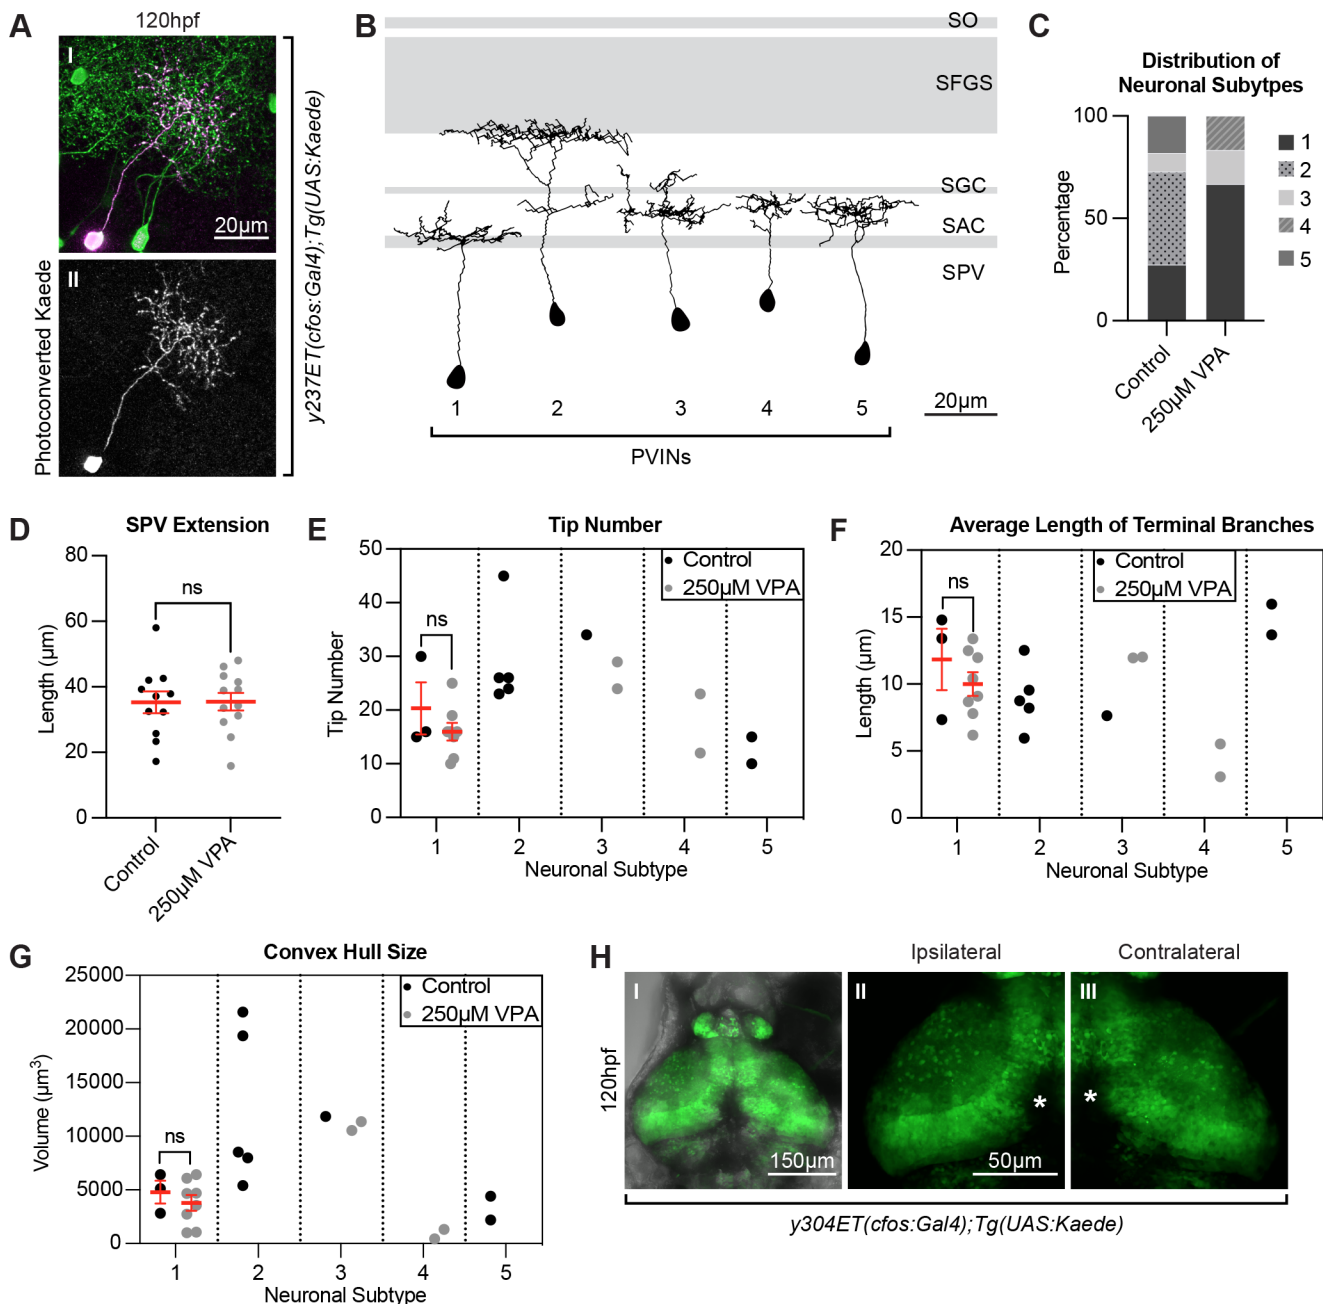 A
120hpf
I
20µm
II
Photoconverted Kaede
y237ET(cfos:Gal4);Tg(UAS:Kaede)
B
SO
SFGS
SGC
SAC
SPV
1 2 3 4 5
20µm
PVINs
C
Distribution of
Neuronal Subytpes
100
50
0
Percentage
Control
250µM VPA
1
2
3
4
5
D
SPV Extension
80
60
40
20
0
Length (µm)
ns
Control
250µM VPA
E
Tip Number
50
40
30
20
10
0
Tip Number
ns
Control
250µM VPA
1 2 3 4 5
Neuronal Subtype
F
Average Length of Terminal Branches
20
15
10
5
0
Length (µm)
ns
Control
250µM VPA
1 2 3 4 5
Neuronal Subtype
G
Convex Hull Size
25000
20000
15000
10000
5000
0
Volume (µm³)
ns
Control
250µM VPA
1 2 3 4 5
Neuronal Subtype
H
Ipsilateral
Contralateral
120hpf
I
150µm
II
*
50µm
III
*
y304ET(cfos:Gal4);Tg(UAS:Kaede)